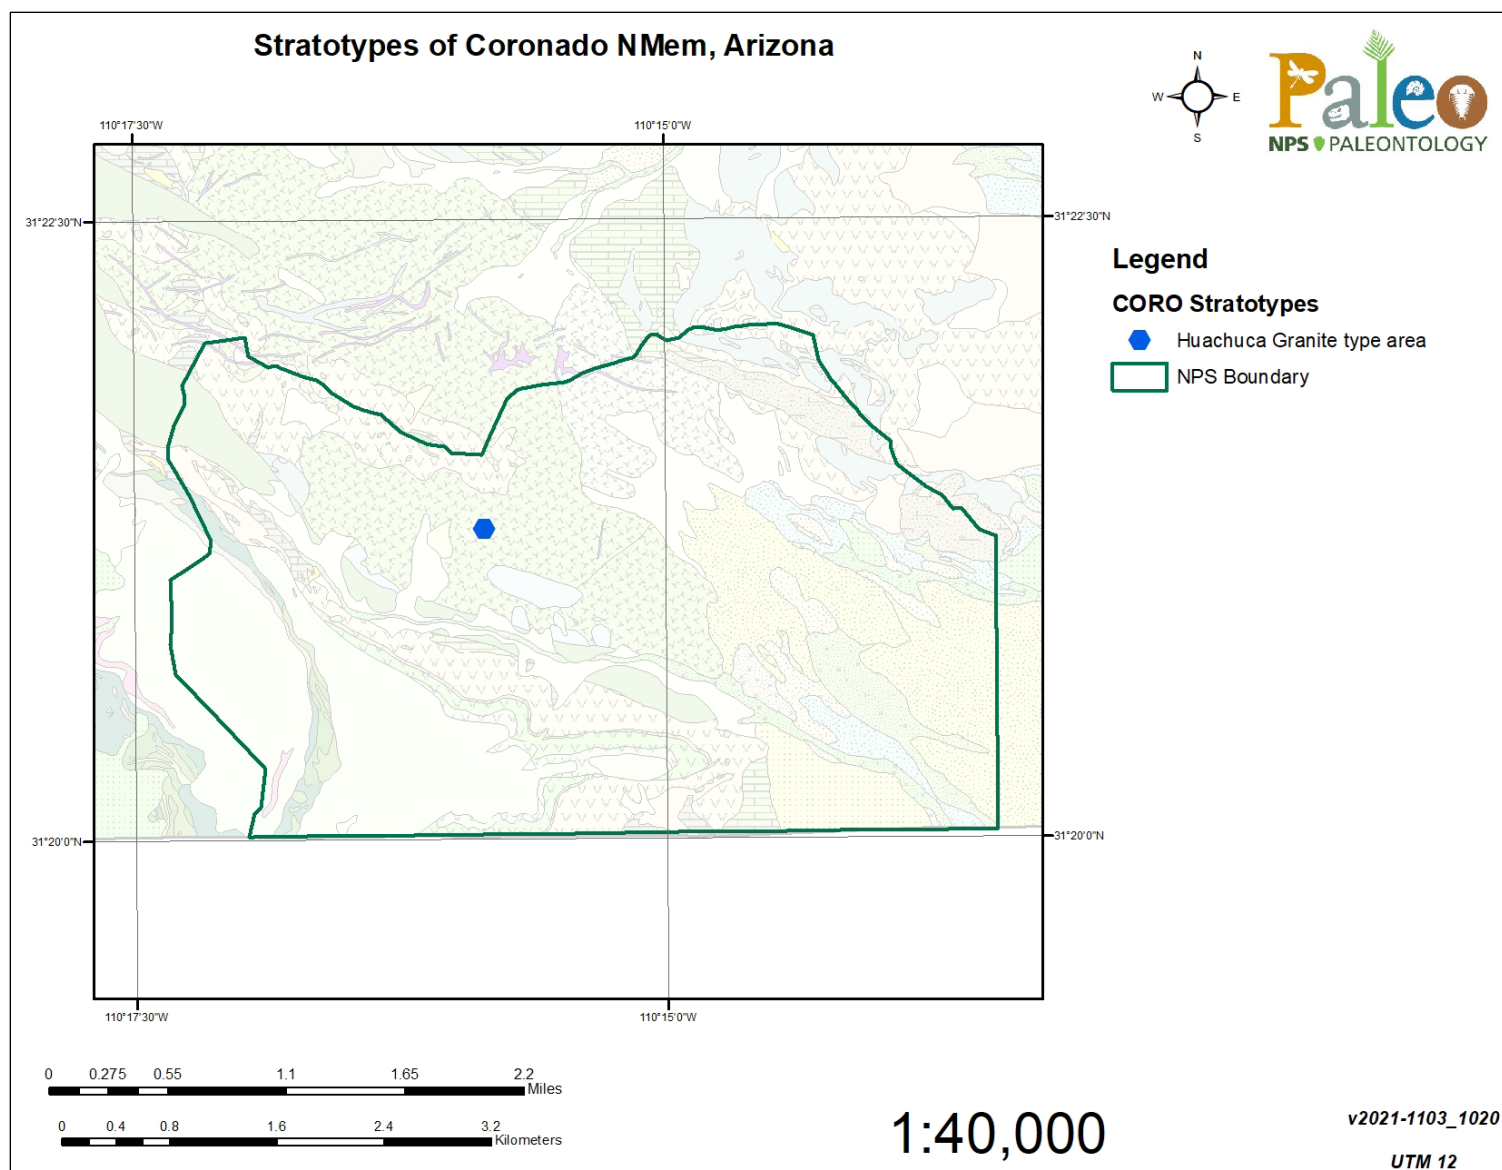 Stratotypes of Coronado NMem, Arizona
N
W E
S
Paleo
NPS PALEONTOLOGY
110°17'30"W 110°15'0"W
31°22'30"N 31°22'30"N
Legend
CORO Stratotypes
Huachuca Granite type area
NPS Boundary
31°20'0"N 31°20'0"N
110°17'30"W 110°15'0"W
0 0.275 0.55 1.1 1.65 2.2
Miles
0 0.4 0.8 1.6 2.4 3.2
Kilometers
1:40,000
v2021-1103_1020
UTM 12